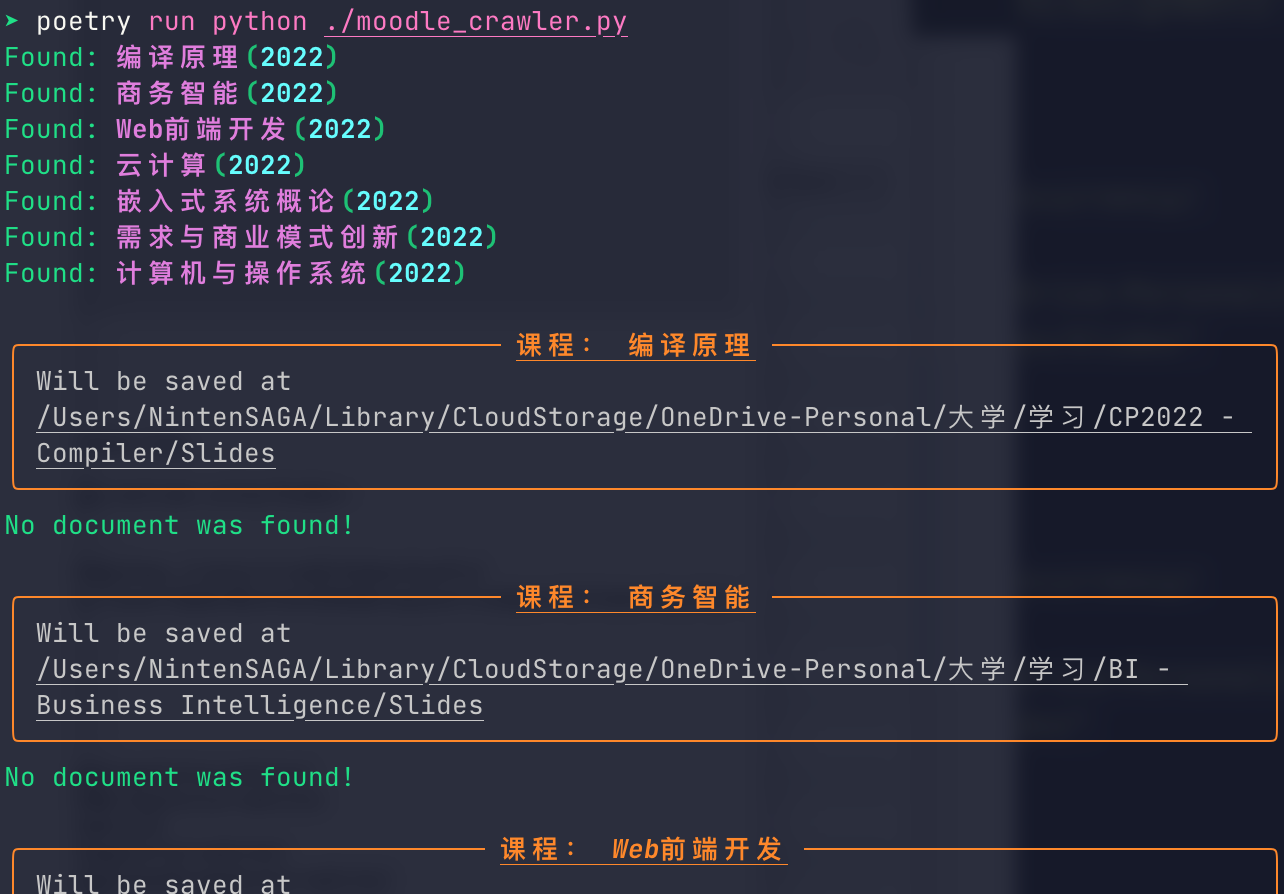 ➤ poetry run python ./moodle_crawler.py
Found: 编译原理(2022)
Found: 商务智能(2022)
Found: Web前端开发(2022)
Found: 云计算(2022)
Found: 嵌入式系统概论(2022)
Found: 需求与商业模式创新(2022)
Found: 计算机与操作系统(2022)
课程： 编译原理
Will be saved at
/Users/NintenSAGA/Library/CloudStorage/OneDrive-Personal/大学/学习/CP2022 -
Compiler/Slides
No document was found!
课程： 商务智能
Will be saved at
/Users/NintenSAGA/Library/CloudStorage/OneDrive-Personal/大学/学习/BI -
Business Intelligence/Slides
No document was found!
课程： Web前端开发
Will be saved at